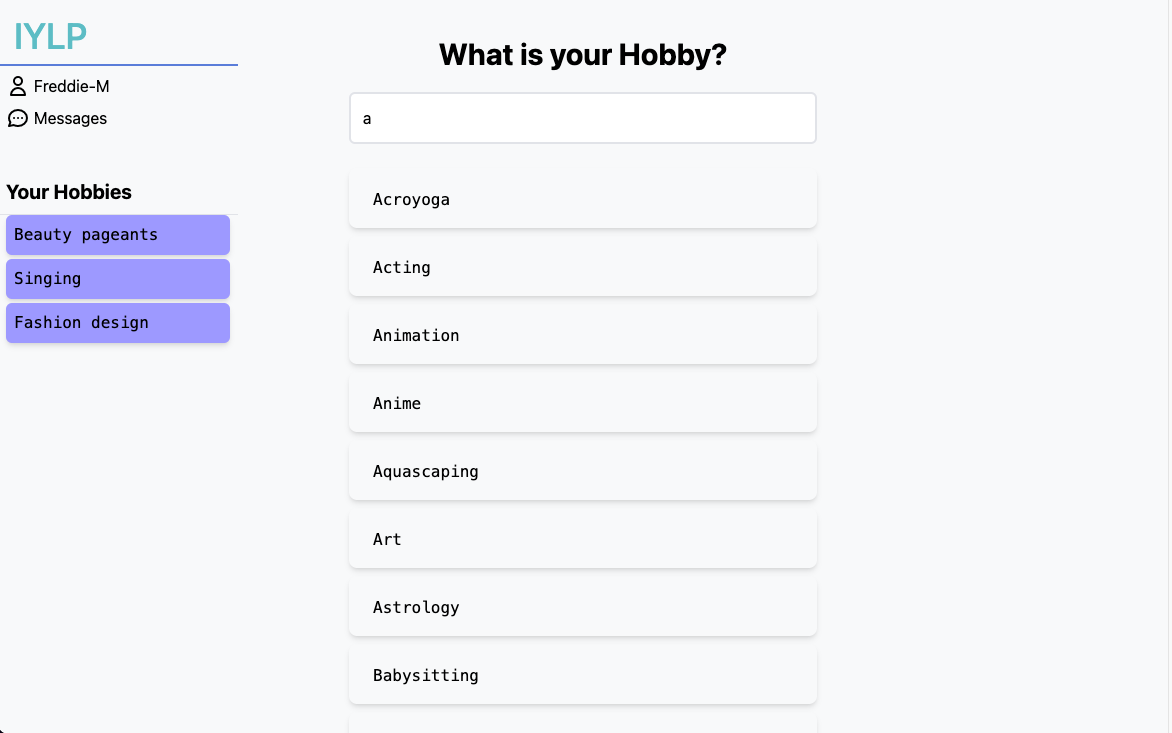 IYLP
Freddie-M
Messages
Your Hobbies
Beauty pageants
Singing
Fashion design
What is your Hobby?
a
Acroyoga
Acting
Animation
Anime
Aquascaping
Art
Astrology
Babysitting